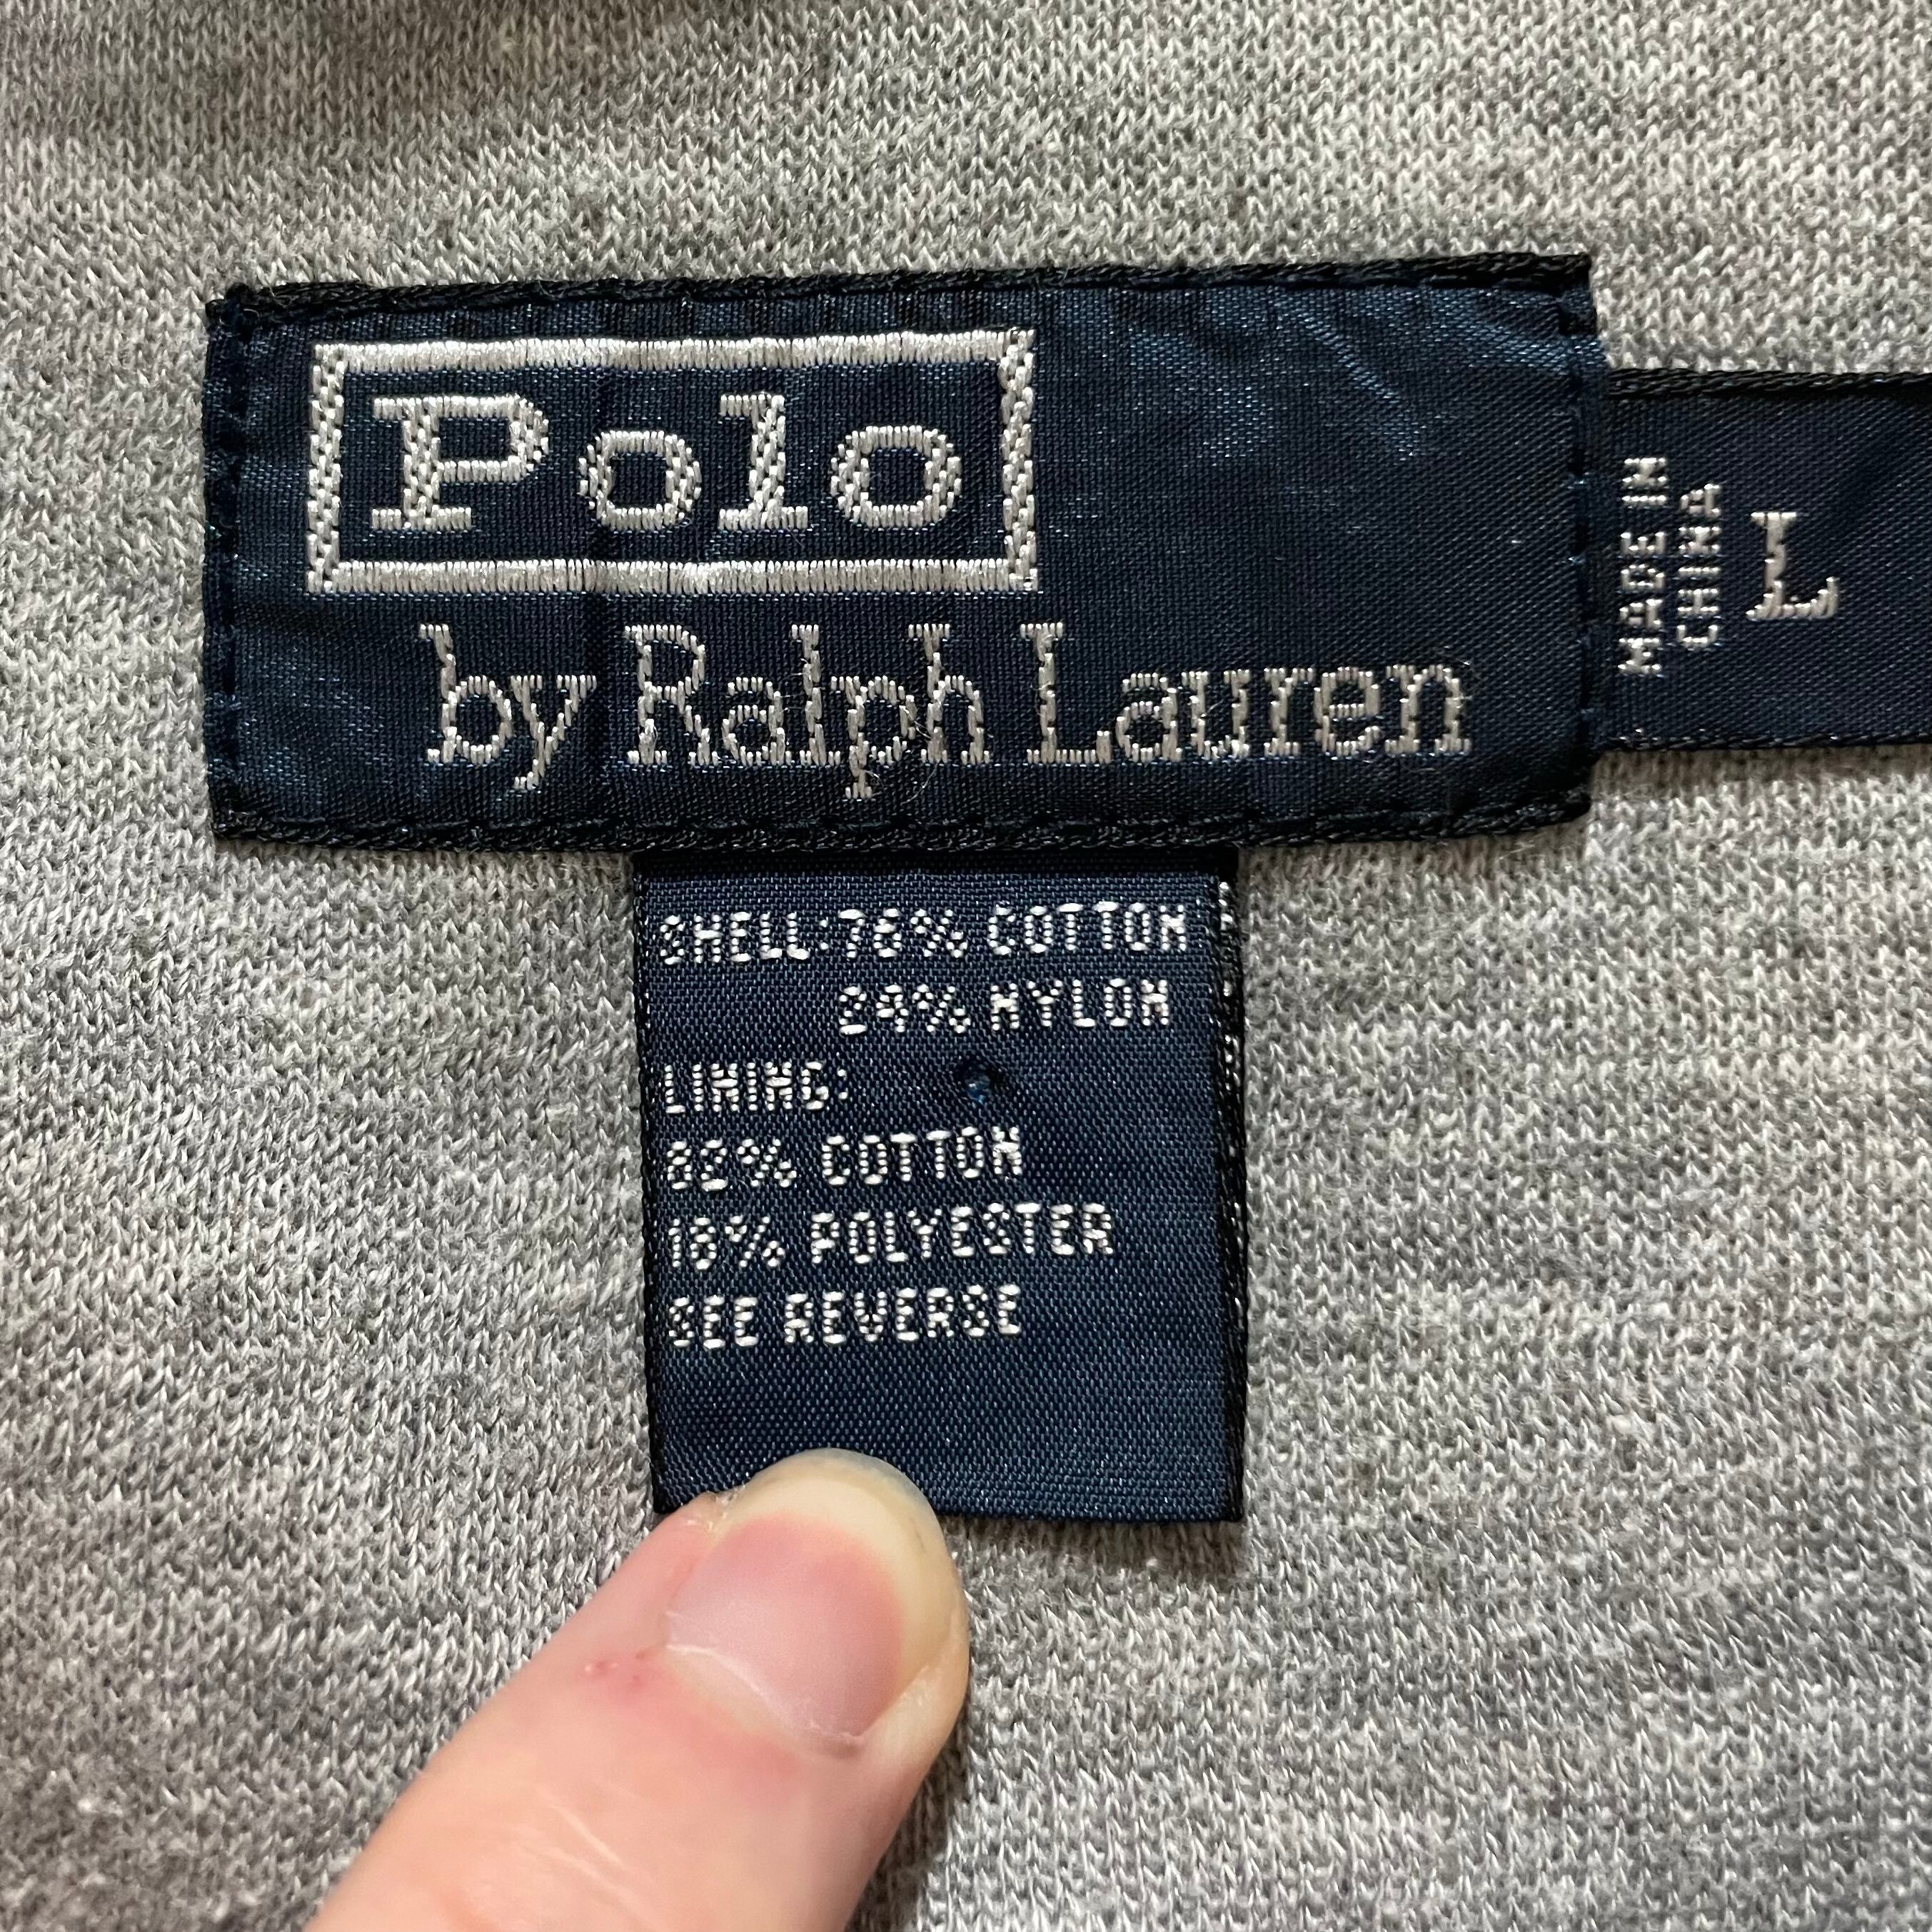 Polo
by Ralph Lauren
MADE IN
CHINA
L
SHELL: 76% COTTON
24% NYLON
LINING:
82% COTTON
18% POLYESTER
SEE REVERSE